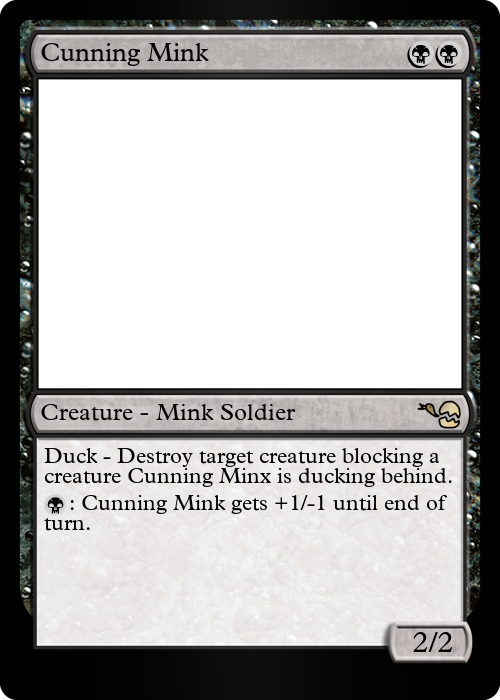 Cunning Mink
Creature - Mink Soldier
Duck - Destroy target creature blocking a
creature Cunning Minx is ducking behind.
: Cunning Mink gets +1/-1 until end of
turn.
2/2